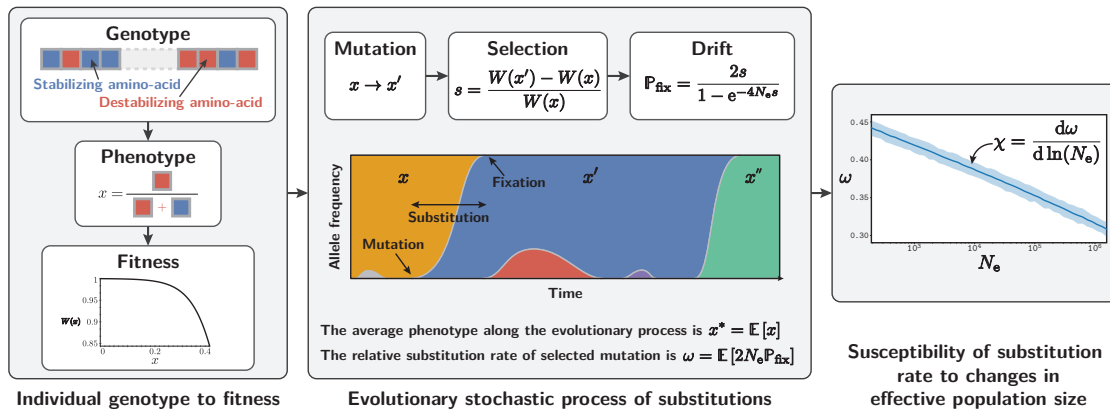 Genotype
Stabilizing amino-acid
Destabilizing amino-acid
Phenotype
x =
+
Fitness
1
0.95
0.9
0.85
W(x)
0
0.2
0.4
x
Individual genotype to fitness
Mutation
x → x′
Selection
s = W(x′) − W(x) / W(x)
Drift
ℙfix = 2s / 1 − e^−4Nₑs
Allele frequency
x
x′
x″
Fixation
Substitution
Mutation
Time
The average phenotype along the evolutionary process is x* = 𝔼 [x]
The relative substitution rate of selected mutation is ω = 𝔼 [2Nₑℙfix]
Evolutionary stochastic process of substitutions
0.45
0.40
ω
0.35
0.30
χ = dω / d ln(Nₑ)
10³
10⁴
10⁵
10⁶
Nₑ
Susceptibility of substitution
rate to changes in
effective population size